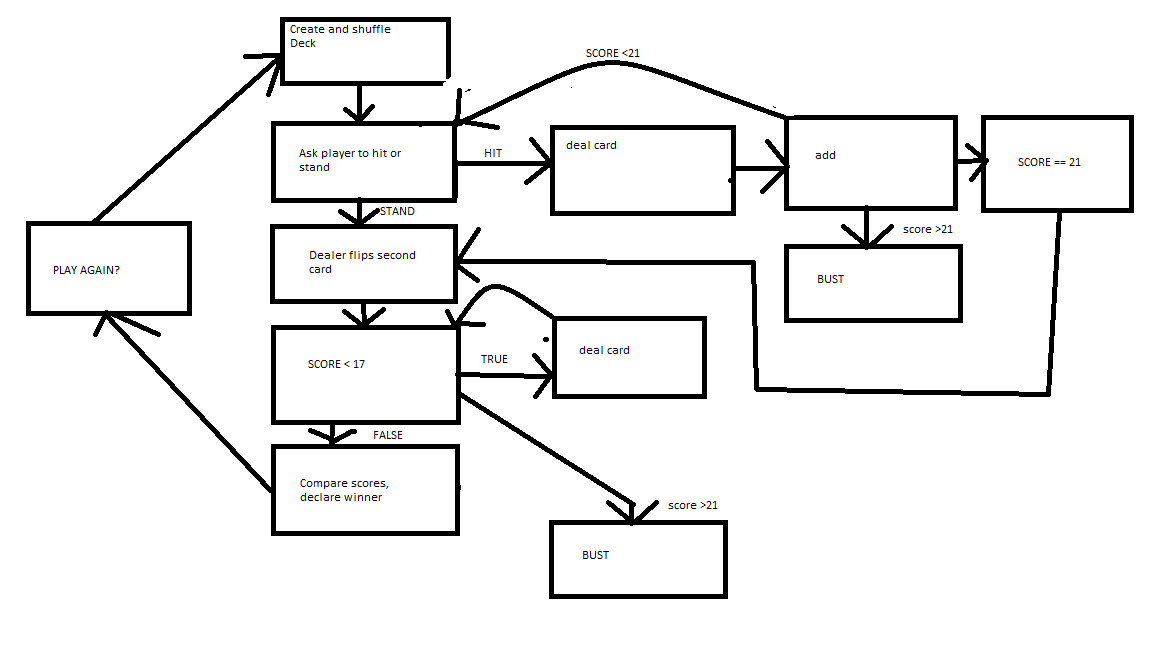 Create and shuffle
Deck
SCORE <21
Ask player to hit or
stand
HIT
deal card
add
SCORE == 21
STAND
score >21
Dealer flips second
card
PLAY AGAIN?
BUST
SCORE < 17
TRUE
deal card
FALSE
Compare scores,
declare winner
score >21
BUST